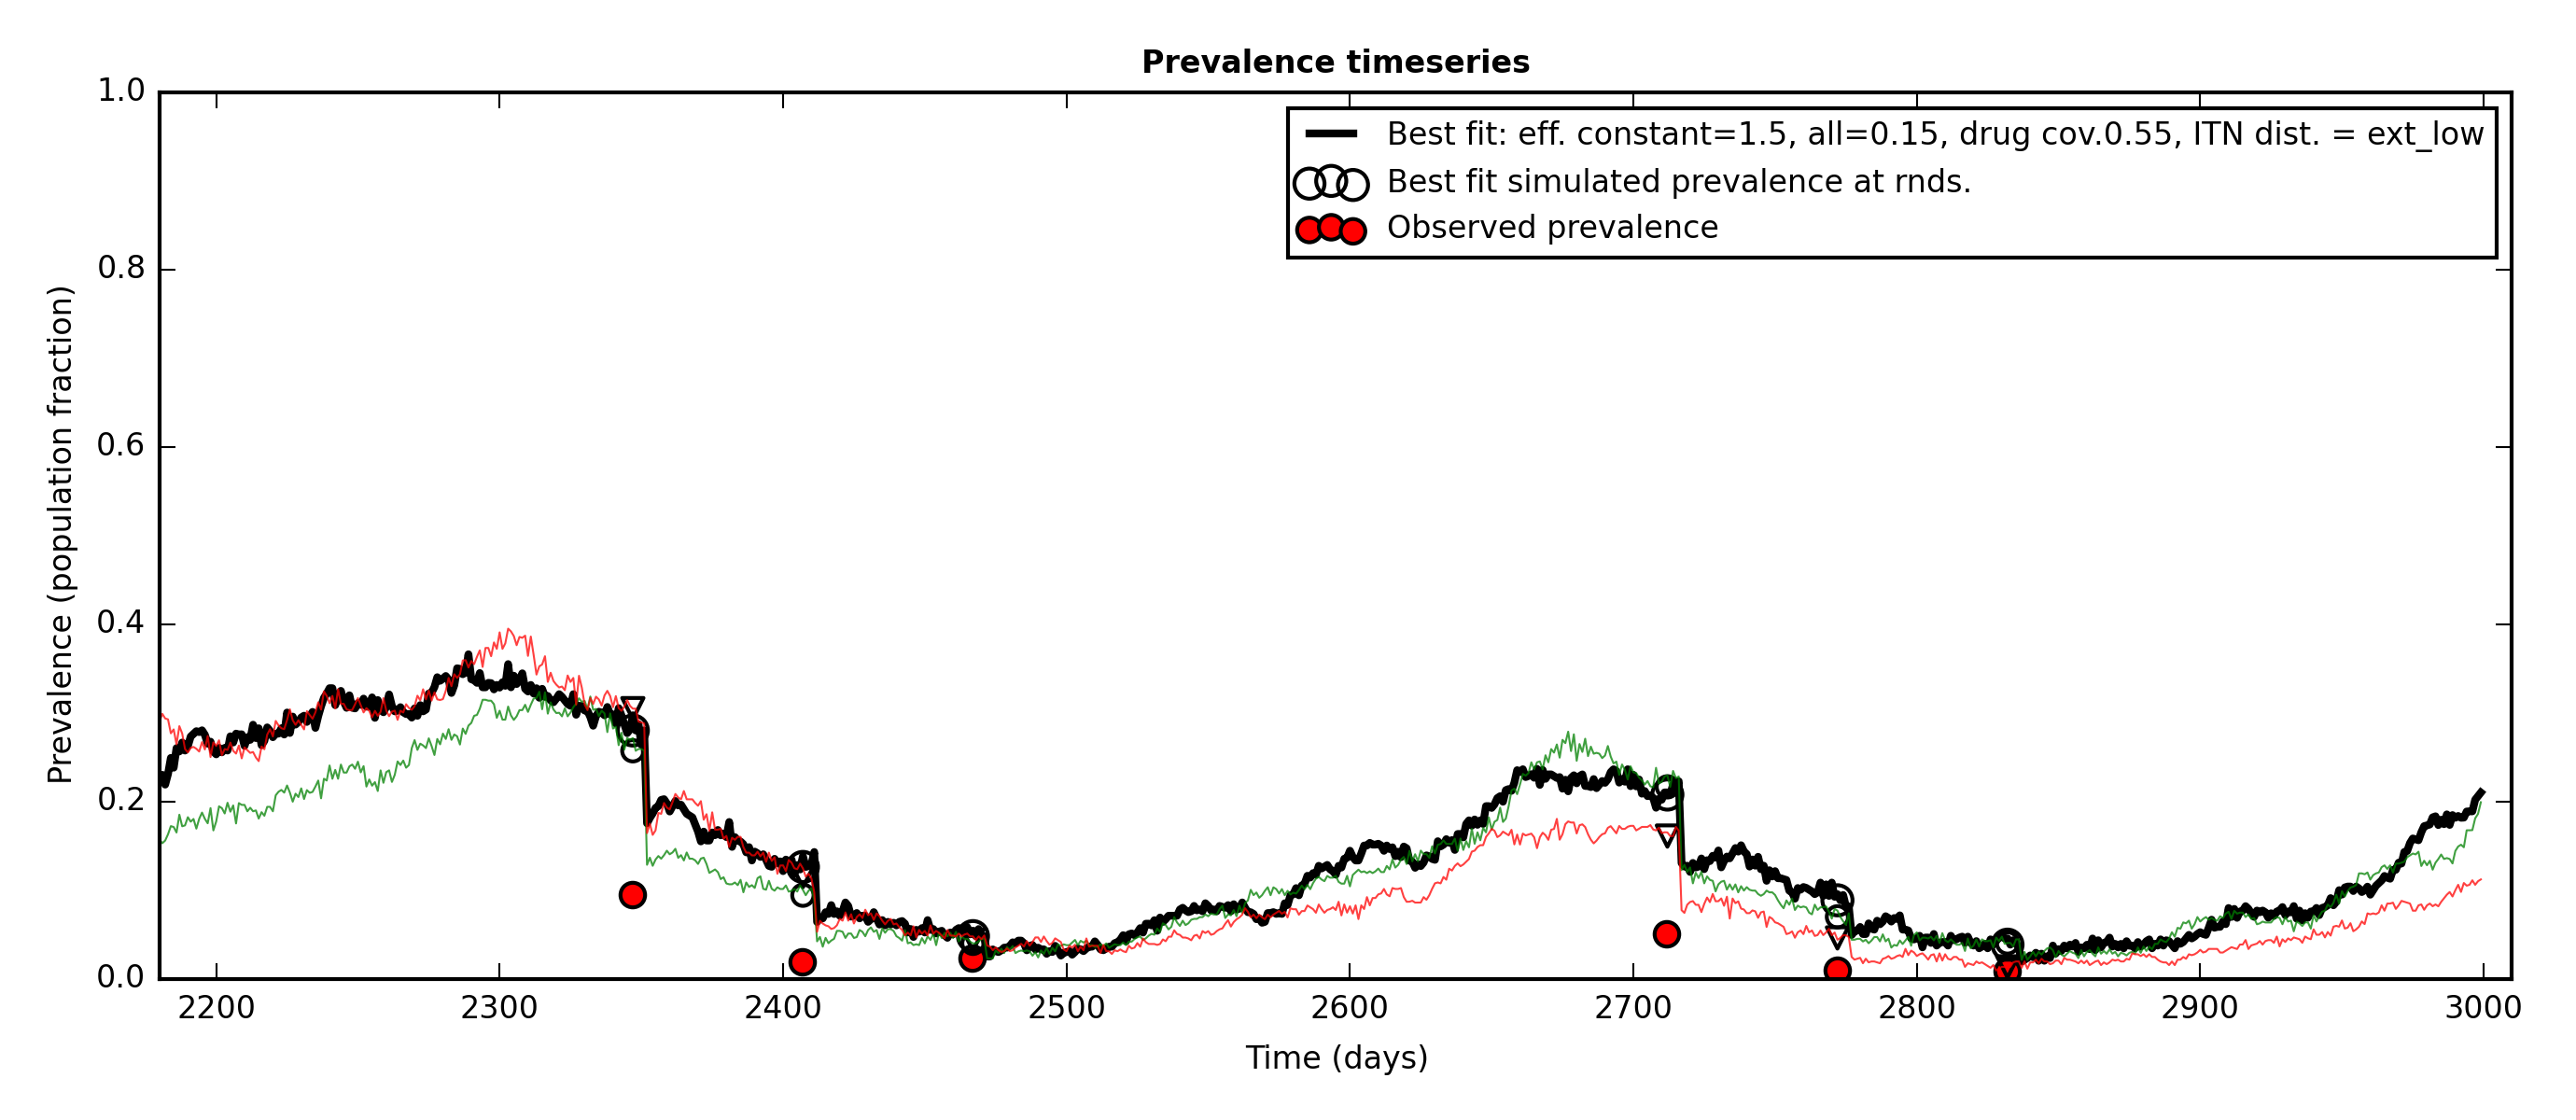 Prevalence timeseries
Prevalence (population fraction)
1.0
0.8
0.6
0.4
0.2
0.0
Best fit: eff. constant=1.5, all=0.15, drug cov.0.55, ITN dist. = ext_low
Best fit simulated prevalence at rnds.
Observed prevalence
2200 2300 2400 2500 2600 2700 2800 2900 3000
Time (days)